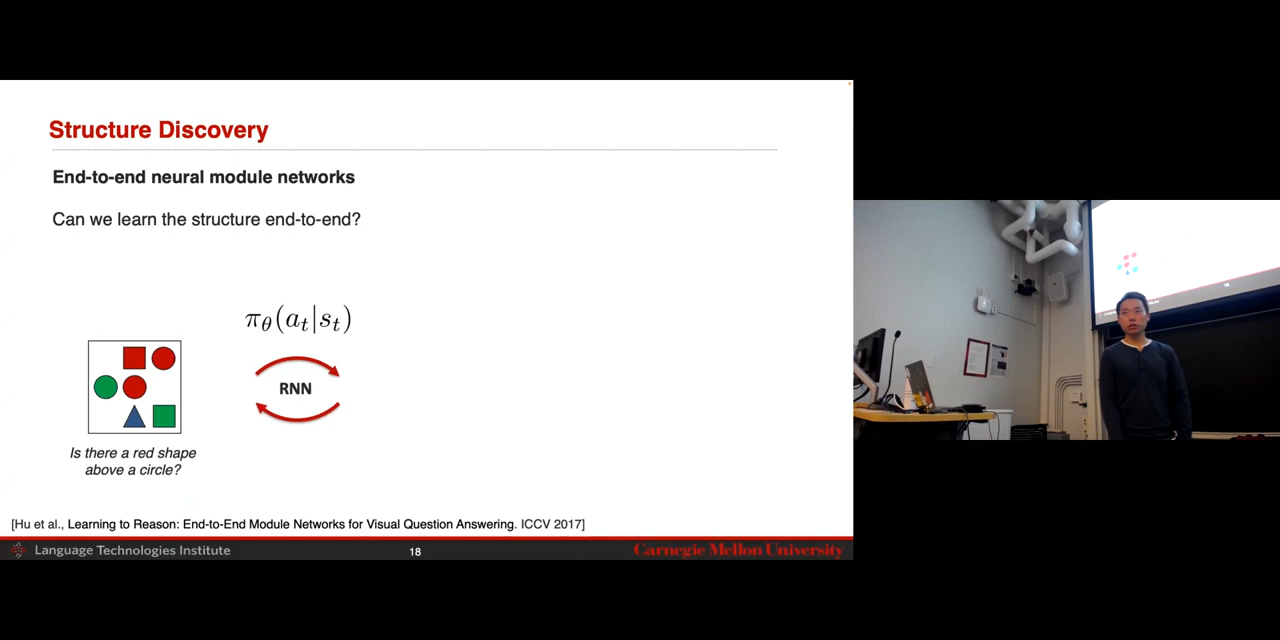 Structure Discovery
End-to-end neural module networks
Can we learn the structure end-to-end?
πθ(at|st)
RNN
Is there a red shape
above a circle?
[Hu et al., Learning to Reason: End-to-End Module Networks for Visual Question Answering. ICCV 2017]
Language Technologies Institute
18
Carnegie Mellon University